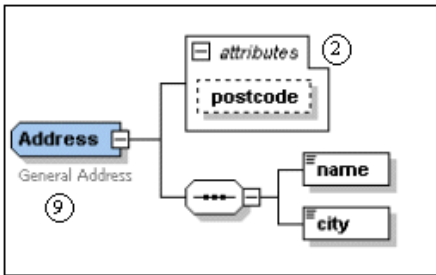 attributes
2
postcode
Address
General Address
9
name
city